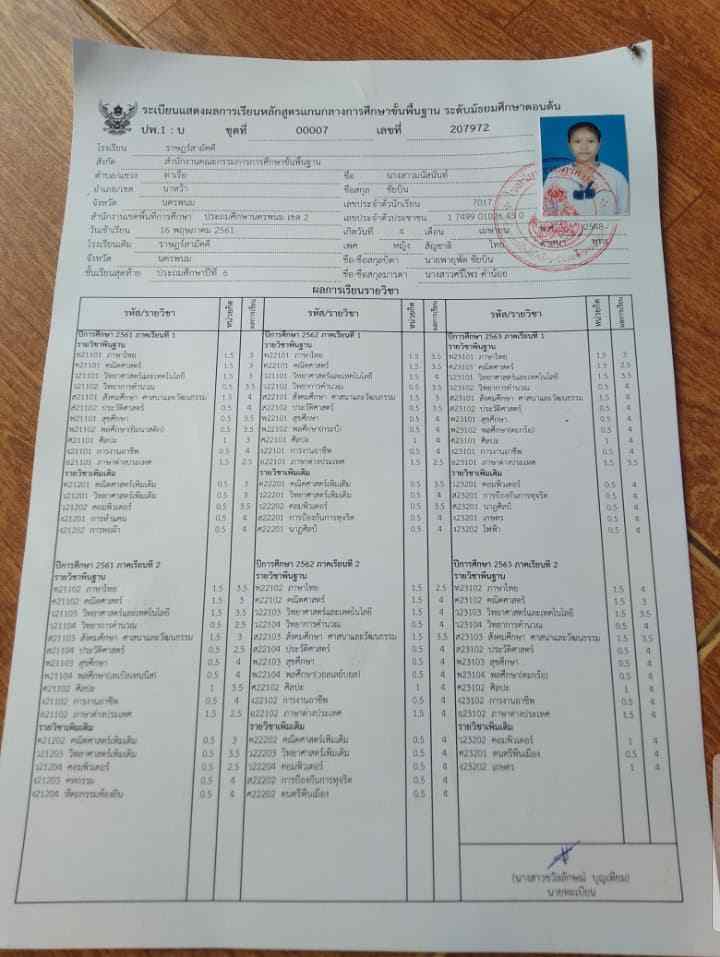 ระเบียนแสดงผลการเรียนหลักสูตรแกนกลางการศึกษาขั้นพื้นฐาน ระดับมัธยมศึกษาตอนต้น
ปพ.1 : บ ชุดที่ 00007 เลขที่ 207972
โรงเรียน ราษฎร์สามัคคี
สังกัด สำนักงานคณะกรรมการการศึกษาขั้นพื้นฐาน
ตำบล/แขวง ท่าเรือ ชื่อ นางสาวมนัสนันท์
อำเภอ/เขต นาหว้า ชื่อสกุล ชัยบิน
จังหวัด นครพนม เลขประจำตัวนักเรียน 7017
สำนักงานเขตพื้นที่การศึกษา ประถมศึกษานครพนม เขต 2 เลขประจำตัวประชาชน 1 7499 01026
วันเข้าเรียน 16 พฤษภาคม 2561 เกิดวันที่ 4 เดือน เมษายน 2548
โรงเรียนเดิม ราษฎร์สามัคคี เพศ หญิง สัญชาติ ไทย ศาสนา พุทธ
จังหวัด นครพนม ชื่อ-ชื่อสกุลบิดา นายพายุพัด ชัยบิน
ชั้นเรียนสุดท้าย ประถมศึกษาปีที่ 6 ชื่อ-ชื่อสกุลมารดา นางสาวศรีไพร คำน้อย
ผลการเรียนรายวิชา
รหัส/รายวิชา หน่วยกิต ผลการเรียน รหัส/รายวิชา หน่วยกิต ผลการเรียน รหัส/รายวิชา หน่วยกิต ผลการเรียน
ปีการศึกษา 2561 ภาคเรียนที่ 1
รายวิชาพื้นฐาน
ท21101 ภาษาไทย 1.5 3
ค21101 คณิตศาสตร์ 1.5 3
ว21101 วิทยาศาสตร์และเทคโนโลยี 1.5 3
ว21102 วิทยาการคำนวณ 0.5 3.5
ส21101 สังคมศึกษา ศาสนาและวัฒนธรรม 1.5 4
ส21102 ประวัติศาสตร์ 0.5 4
พ21101 สุขศึกษา 0.5 3.5
พ21102 พลศึกษา(ยิมนาสติก) 0.5 3.5
ศ21101 ศิลปะ 1 3
ง21101 การงานอาชีพ 0.5 4
อ21101 ภาษาต่างประเทศ 1.5 2.5
รายวิชาเพิ่มเติม
ค21201 คณิตศาสตร์เพิ่มเติม 0.5 3
ว21201 วิทยาศาสตร์เพิ่มเติม 0.5 3
ว21202 คอมพิวเตอร์ 0.5 3.5
ง21201 0.5 4
ง21202 การทอผ้า 0.5 4
ปีการศึกษา 2562 ภาคเรียนที่ 1
รายวิชาพื้นฐาน
ท22101 ภาษาไทย 1.5 3.5
ค22101 คณิตศาสตร์ 1.5 3
ว22101 วิทยาศาสตร์และเทคโนโลยี 1.5 4
ว22102 วิทยาการคำนวณ 0.5 3
ส22101 สังคมศึกษา ศาสนาและวัฒนธรรม 1.5 3.5
ส22102 ประวัติศาสตร์ 0.5 3.5
พ22101 สุขศึกษา 0.5 4
พ22102 พลศึกษา(กระบี่) 0.5 4
ศ22101 ศิลปะ 1 4
ง22101 การงานอาชีพ 0.5 4
อ22101 ภาษาต่างประเทศ 1.5 2.5
รายวิชาเพิ่มเติม
ค22201 คณิตศาสตร์เพิ่มเติม 0.5 3.5
ว22201 วิทยาศาสตร์เพิ่มเติม 0.5 4
ว22202 คอมพิวเตอร์ 0.5 3.5
ส22201 การป้องกันการทุจริต 0.5 4
ศ22201 นาฏศิลป์ 0.5 4
ปีการศึกษา 2563 ภาคเรียนที่ 1
รายวิชาพื้นฐาน
ท23101 ภาษาไทย 1.5 3
ค23101 คณิตศาสตร์ 1.5 2.5
ว23101 วิทยาศาสตร์และเทคโนโลยี 1.5 3.5
ว23102 วิทยาการคำนวณ 0.5 4
ส23101 สังคมศึกษา ศาสนาและวัฒนธรรม 1.5 4
ส23102 ประวัติศาสตร์ 0.5 4
พ23101 สุขศึกษา 0.5 4
พ23102 พลศึกษา(ตะกร้อ) 0.5 4
ศ23101 ศิลปะ 1 4
ง23101 การงานอาชีพ 0.5 4
อ23101 ภาษาต่างประเทศ 1.5 3.5
รายวิชาเพิ่มเติม
ว23201 คอมพิวเตอร์ 0.5 4
ส23201 การป้องกันการทุจริต 0.5 4
ศ23201 นาฏศิลป์ 0.5 4
ง23201 เกษตร 0.5 4
ง23202 ไฟฟ้า 0.5 4
ปีการศึกษา 2561 ภาคเรียนที่ 2
รายวิชาพื้นฐาน
ท21102 ภาษาไทย 1.5 3.5
ค21102 คณิตศาสตร์ 1.5 3
ว21103 วิทยาศาสตร์และเทคโนโลยี 1.5 3.5
ว21104 วิทยาการคำนวณ 0.5 2.5
ส21103 สังคมศึกษา ศาสนาและวัฒนธรรม 1.5 3
ส21104 ประวัติศาสตร์ 0.5 2.5
พ21103 สุขศึกษา 0.5 4
พ21104 พลศึกษา(เทเบิลเทนนิส) 0.5 4
ศ21102 ศิลปะ 1 3.5
ง21102 การงานอาชีพ 0.5 4
อ21102 ภาษาต่างประเทศ 1.5 2.5
รายวิชาเพิ่มเติม
ค21202 คณิตศาสตร์เพิ่มเติม 0.5 3
ว21203 วิทยาศาสตร์เพิ่มเติม 0.5 3.5
ว21204 คอมพิวเตอร์ 0.5 2.5
ง21203 คหกรรม 0.5 4
ง21204 หัตถกรรมท้องถิ่น 0.5 4
ปีการศึกษา 2562 ภาคเรียนที่ 2
รายวิชาพื้นฐาน
ท22102 ภาษาไทย 1.5 2.5
ค22102 คณิตศาสตร์ 1.5 4
ว22103 วิทยาศาสตร์และเทคโนโลยี 1.5 4
ว22104 วิทยาการคำนวณ 0.5 4
ส22103 สังคมศึกษา ศาสนาและวัฒนธรรม 1.5 3.5
ส22104 ประวัติศาสตร์ 0.5 4
พ22103 สุขศึกษา 0.5 4
พ22104 พลศึกษา(วอลเลย์บอล) 0.5 4
ศ22102 ศิลปะ 1 4
ง22102 การงานอาชีพ 0.5 4
อ22102 ภาษาต่างประเทศ 1.5 4
รายวิชาเพิ่มเติม
ค22202 คณิตศาสตร์เพิ่มเติม 0.5 4
ว22203 วิทยาศาสตร์เพิ่มเติม 0.5 4
ว22204 คอมพิวเตอร์ 0.5 4
ส22202 การป้องกันการทุจริต 0.5 4
ศ22202 ดนตรีพื้นเมือง 0.5 4
ปีการศึกษา 2563 ภาคเรียนที่ 2
รายวิชาพื้นฐาน
ท23102 ภาษาไทย 1.5 4
ค23102 คณิตศาสตร์ 1.5 3
ว23103 วิทยาศาสตร์และเทคโนโลยี 1.5 3.5
ว23104 วิทยาการคำนวณ 0.5 4
ส23103 สังคมศึกษา ศาสนาและวัฒนธรรม 1.5 3.5
ส23104 ประวัติศาสตร์ 0.5 4
พ23103 สุขศึกษา 0.5 4
พ23104 พลศึกษา(ตะกร้อ) 0.5 4
ศ23102 ศิลปะ 1 4
ง23102 การงานอาชีพ 0.5 4
อ23102 ภาษาต่างประเทศ 1.5 4
รายวิชาเพิ่มเติม
ว23202 คอมพิวเตอร์ 1 4
ศ23201 ดนตรีพื้นเมือง 0.5 4
ง23202 เกษตร 1 4
(นางสาวขวัญลักษณ์ บุญเทียม)
นายทะเบียน